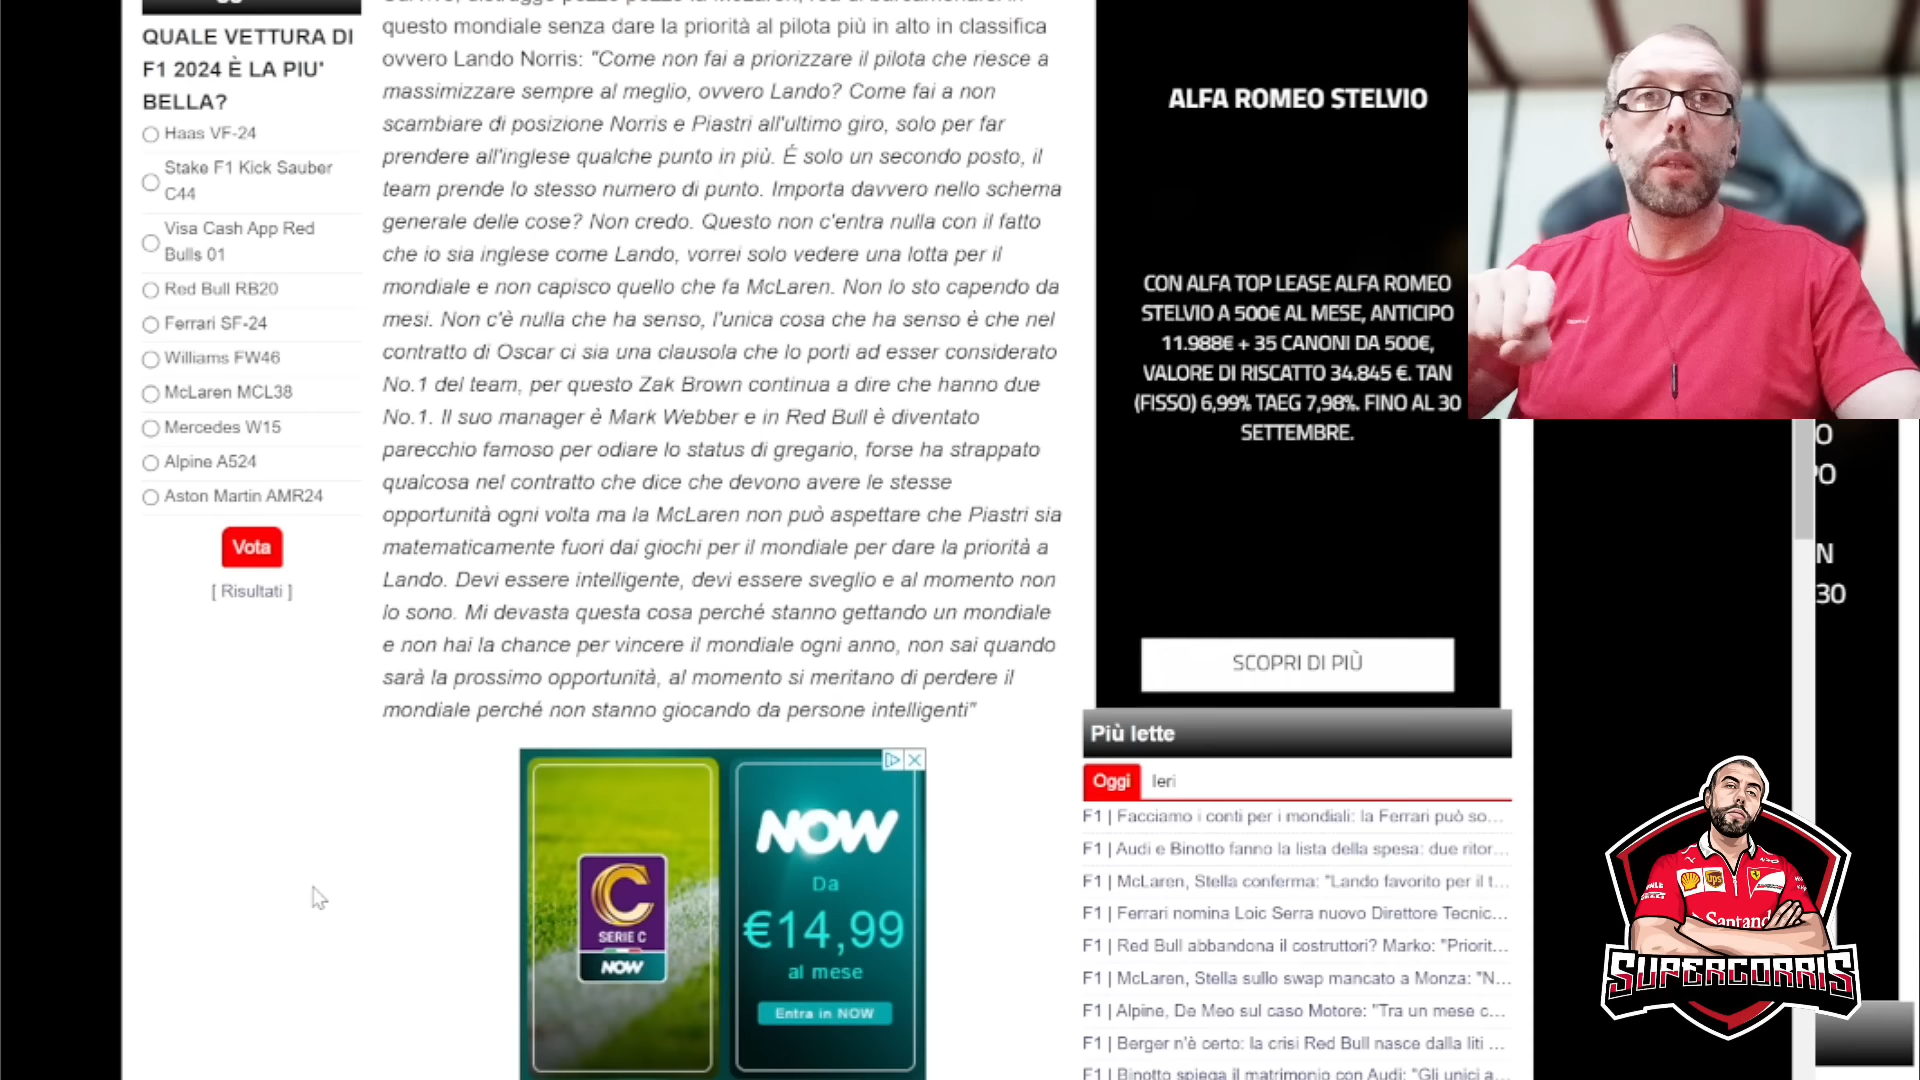 QUALE VETTURA DI
F1 2024 È LA PIU'
BELLA?
Haas VF-24
Stake F1 Kick Sauber
C44
Visa Cash App Red
Bulls 01
Red Bull RB20
Ferrari SF-24
Williams FW46
McLaren MCL38
Mercedes W15
Alpine A524
Aston Martin AMR24
Vota
[ Risultati ]
questo mondiale senza dare la priorità al pilota più in alto in classifica
ovvero Lando Norris: "Come non fai a priorizzare il pilota che riesce a
massimizzare sempre al meglio, ovvero Lando? Come fai a non
scambiare di posizione Norris e Piastri all'ultimo giro, solo per far
prendere all'inglese qualche punto in più. É solo un secondo posto, il
team prende lo stesso numero di punto. Importa davvero nello schema
generale delle cose? Non credo. Questo non c'entra nulla con il fatto
che io sia inglese come Lando, vorrei solo vedere una lotta per il
mondiale e non capisco quello che fa McLaren. Non lo sto capendo da
mesi. Non c'è nulla che ha senso, l'unica cosa che ha senso è che nel
contratto di Oscar ci sia una clausola che lo porti ad esser considerato
No.1 del team, per questo Zak Brown continua a dire che hanno due
No.1. Il suo manager è Mark Webber e in Red Bull è diventato
parecchio famoso per odiare lo status di gregario, forse ha strappato
qualcosa nel contratto che dice che devono avere le stesse
opportunità ogni volta ma la McLaren non può aspettare che Piastri sia
matematicamente fuori dai giochi per il mondiale per dare la priorità a
Lando. Devi essere intelligente, devi essere sveglio e al momento non
lo sono. Mi devasta questa cosa perché stanno gettando un mondiale
e non hai la chance per vincere il mondiale ogni anno, non sai quando
sarà la prossimo opportunità, al momento si meritano di perdere il
mondiale perché non stanno giocando da persone intelligenti"
SERIE C
NOW
NOW
Da
€14,99
al mese
Entra in NOW
ALFA ROMEO STELVIO
CON ALFA TOP LEASE ALFA ROMEO
STELVIO A 500€ AL MESE, ANTICIPO
11.988€ + 35 CANONI DA 500€,
VALORE DI RISCATTO 34.845 €. TAN
(FISSO) 6,99% TAEG 7,98%. FINO AL 30
SETTEMBRE.
SCOPRI DI PIÙ
Più lette
Oggi Ieri
F1 | Facciamo i conti per i mondiali: la Ferrari può so...
F1 | Audi e Binotto fanno la lista della spesa: due ritor...
F1 | McLaren, Stella conferma: "Lando favorito per il t...
F1 | Ferrari nomina Loic Serra nuovo Direttore Tecnic...
F1 | Red Bull abbandona il costruttori? Marko: "Priorit...
F1 | McLaren, Stella sullo swap mancato a Monza: "N...
F1 | Alpine, De Meo sul caso Motore: "Tra un mese c...
F1 | Berger n'è certo: la crisi Red Bull nasce dalla liti ...
F1 | Binotto spiega il matrimonio con Audi: "Gli unici a...
O
PO
N
30
ups
Santand
SUPERCORRIS